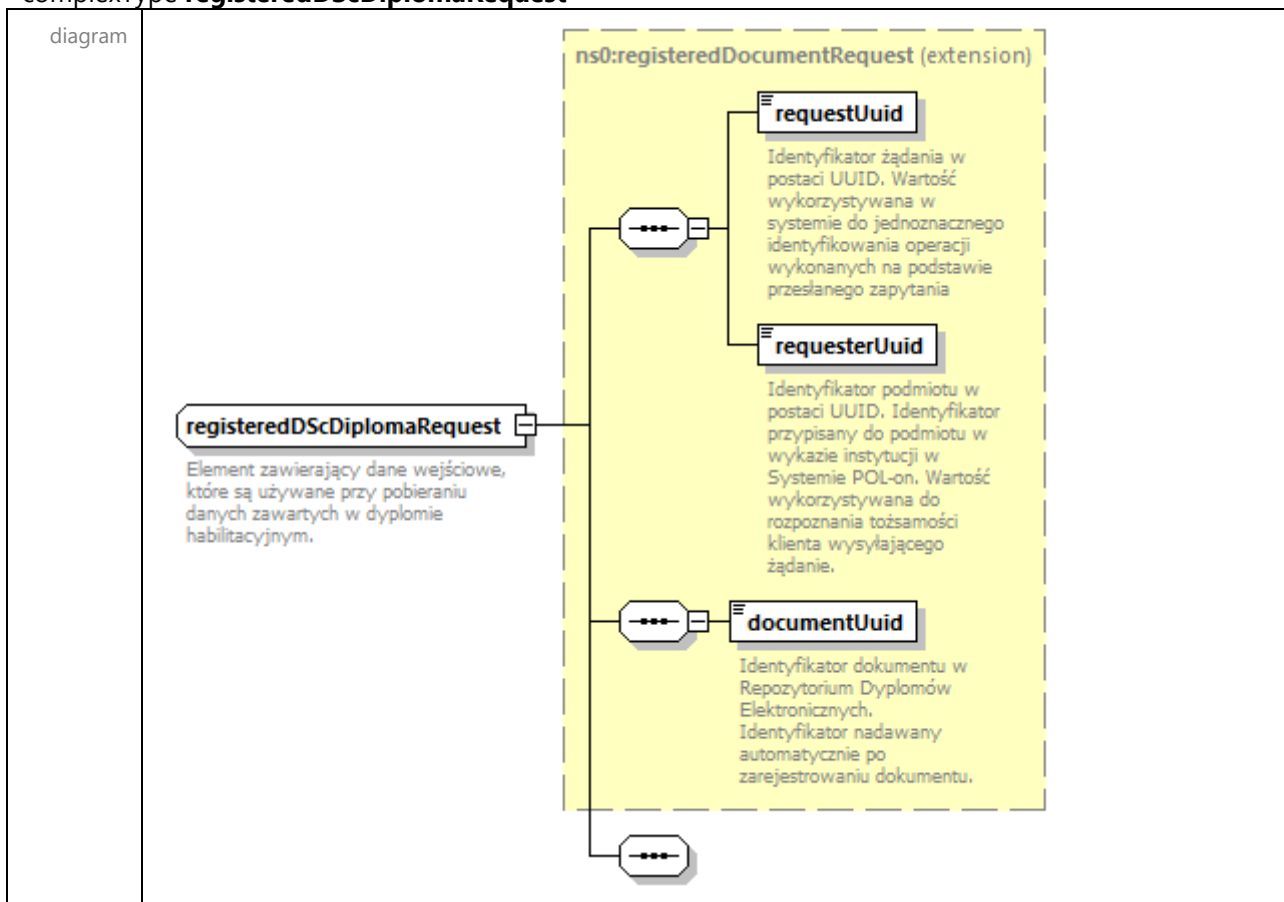 complexType registeredDScDiplomaRequest
diagram
ns0:registeredDocumentRequest (extension)
requestUuid
Identyfikator żądania w
postaci UUID. Wartość
wykorzystywana w
systemie do jednoznacznego
identyfikowania operacji
wykonanych na podstawie
przesłanego zapytania
requesterUuid
Identyfikator podmiotu w
postaci UUID. Identyfikator
przypisany do podmiotu w
wykazie instytucji w
Systemie POL-on. Wartość
wykorzystywana do
rozpoznania tożsamości
klienta wysyłającego
żądanie.
registeredDScDiplomaRequest
Element zawierający dane wejściowe,
które są używane przy pobieraniu
danych zawartych w dyplomie
habilitacyjnym.
documentUuid
Identyfikator dokumentu w
Repozytorium Dyplomów
Elektronicznych.
Identyfikator nadawany
automatycznie po
zarejestrowaniu dokumentu.